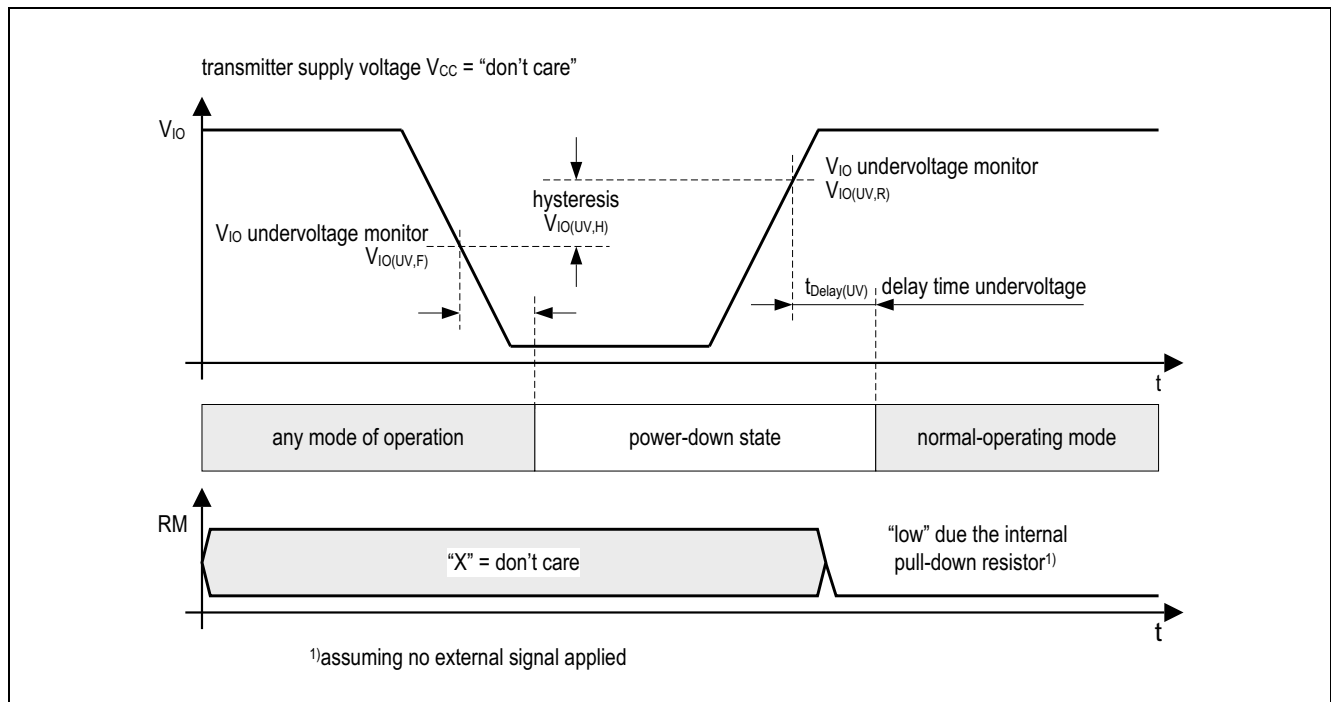 transmitter supply voltage VCC = “don’t care”
VIO
VIO undervoltage monitor
VIO(UV,F)
hysteresis
VIO(UV,H)
VIO undervoltage monitor
VIO(UV,R)
tDelay(UV) delay time undervoltage
t
any mode of operation
power-down state
normal-operating mode
RM
“X” = don’t care
“low” due the internal
pull-down resistor1)
t
1)assuming no external signal applied